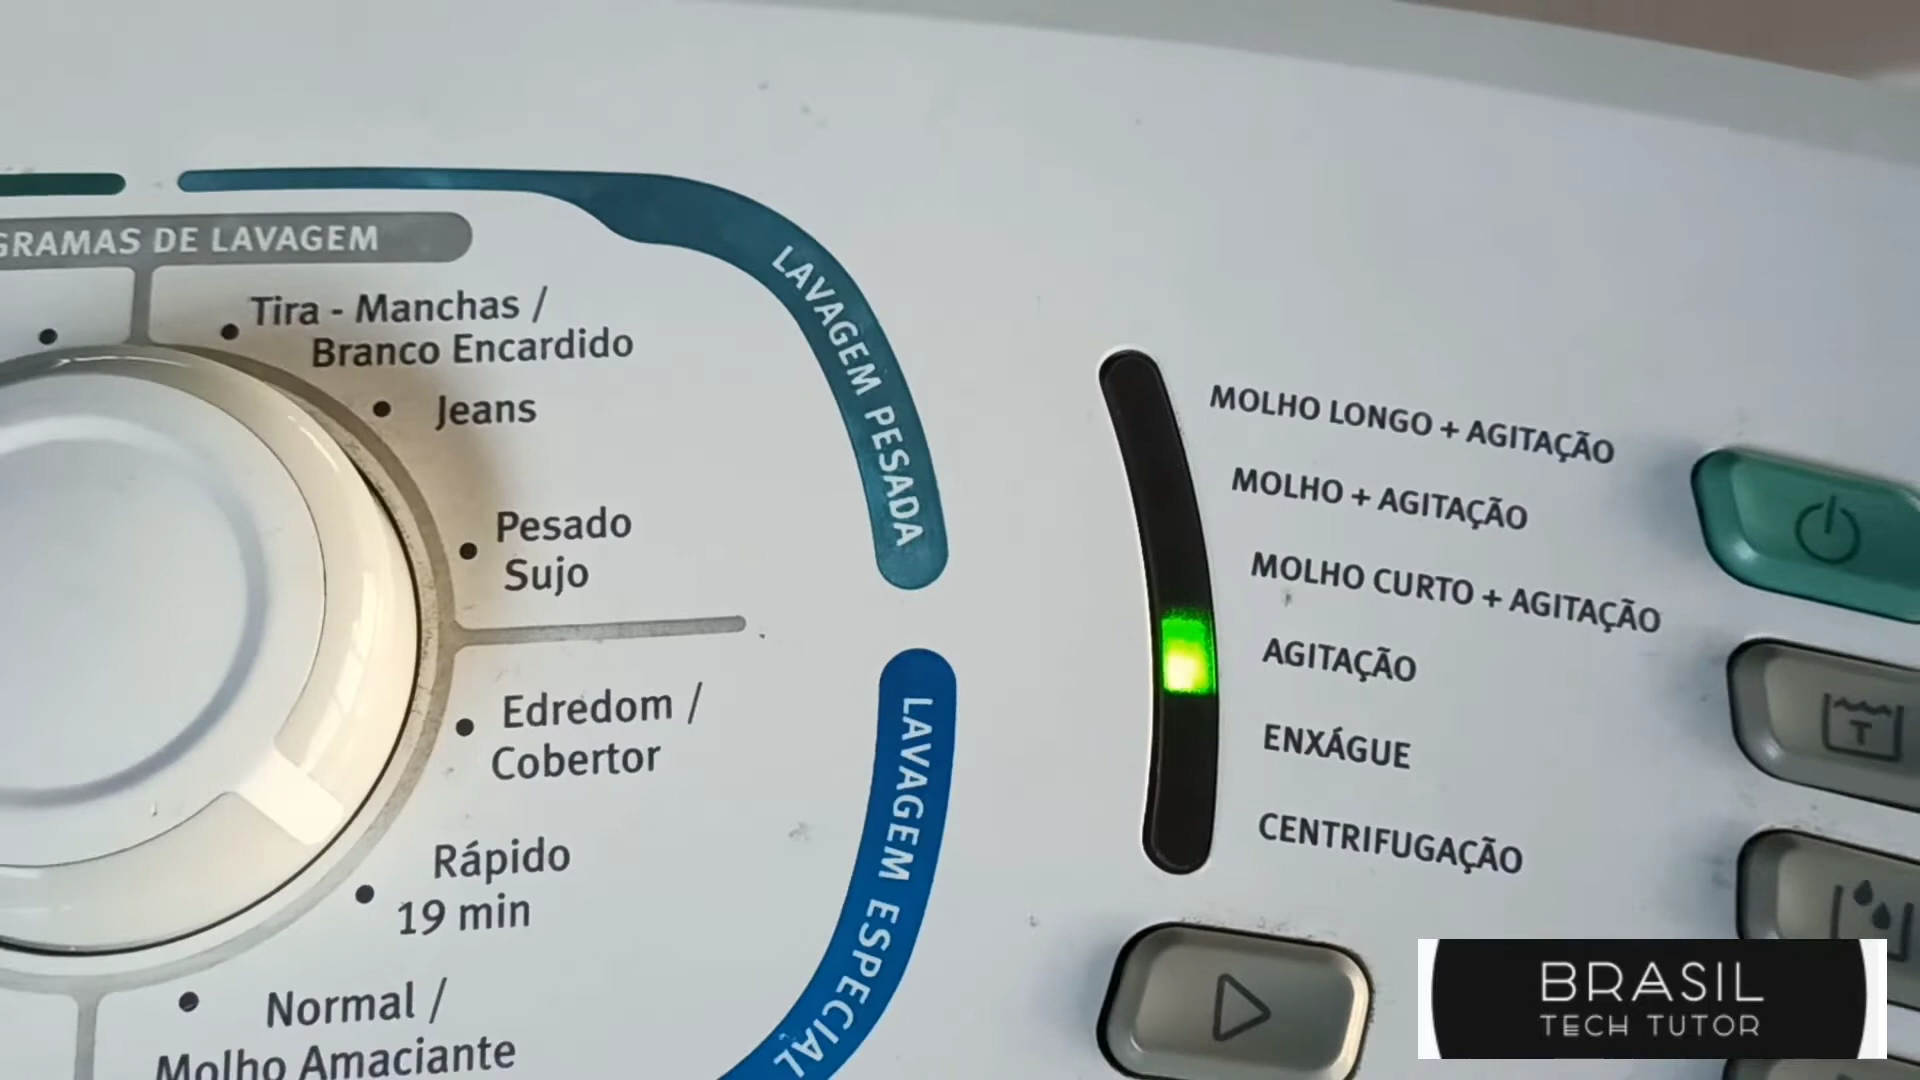 GRAMAS DE LAVAGEM
Tira - Manchas /
Branco Encardido
Jeans
Pesado
Sujo
Edredom /
Cobertor
Rápido
19 min
Normal /
Molho Amaciante
LAVAGEM PESADA
LAVAGEM ESPECIAL
MOLHO LONGO + AGITAÇÃO
MOLHO + AGITAÇÃO
MOLHO CURTO + AGITAÇÃO
AGITAÇÃO
ENXÁGUE
CENTRIFUGAÇÃO
T
BRASIL
TECH TUTOR